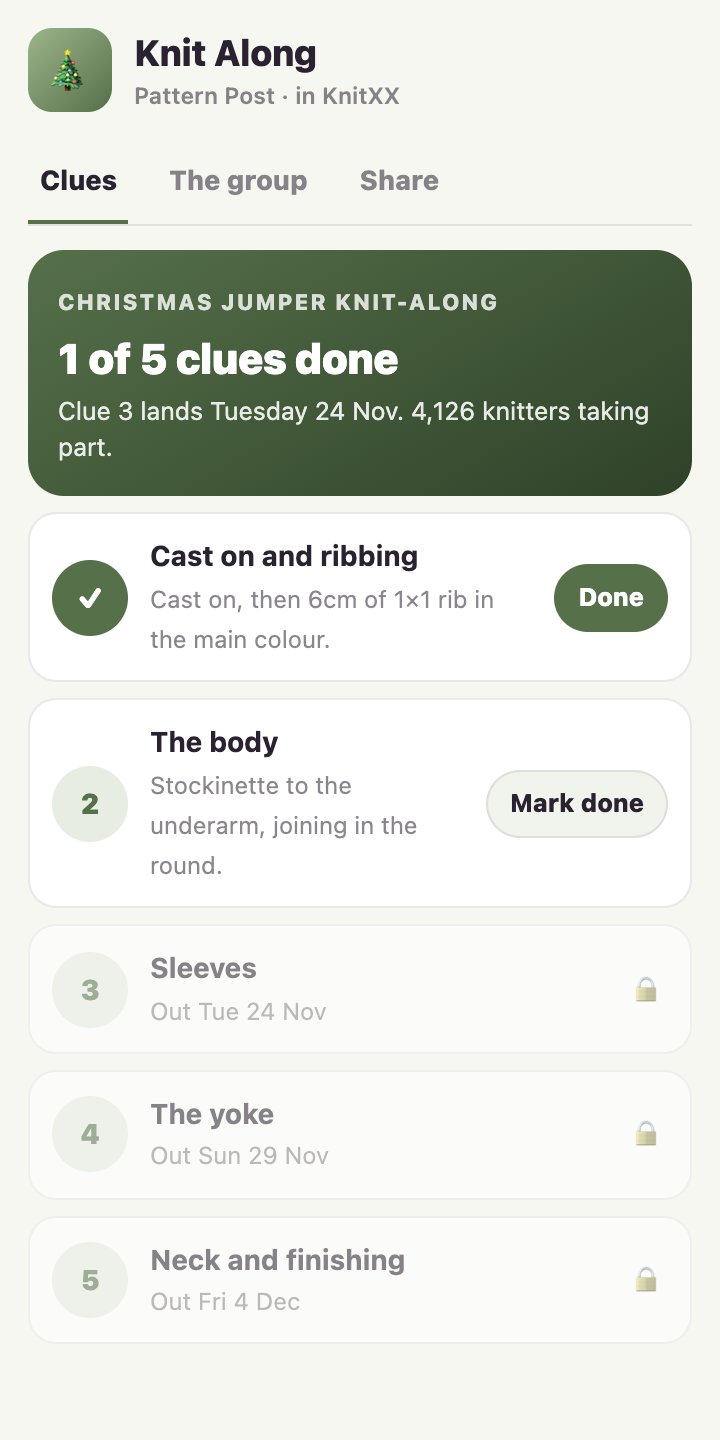 Knit Along
Pattern Post · in KnitXX
Clues
The group
Share
CHRISTMAS JUMPER KNIT-ALONG
1 of 5 clues done
Clue 3 lands Tuesday 24 Nov. 4,126 knitters taking
part.
Cast on and ribbing
Cast on, then 6cm of 1×1 rib in
the main colour.
Done
2
The body
Stockinette to the
underarm, joining in the
round.
Mark done
3
Sleeves
Out Tue 24 Nov
4
The yoke
Out Sun 29 Nov
5
Neck and finishing
Out Fri 4 Dec